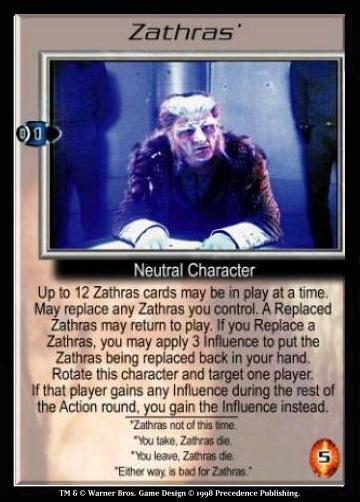 Zathras'
1
Neutral Character
Up to 12 Zathras cards may be in play at a time.
May replace any Zathras you control. A Replaced
Zathras may return to play. If you Replace a
Zathras, you may apply 3 Influence to put the
Zathras being replaced back in your hand.
Rotate this character and target one player.
If that player gains any Influence during the rest of
the Action round, you gain the Influence instead.
"Zathras not of this time.
"You take, Zathras die.
"You leave, Zathras die.
"Either way, is bad for Zathras."
5
TM & © Warner Bros. Game Design © 1998 Precedence Publishing.